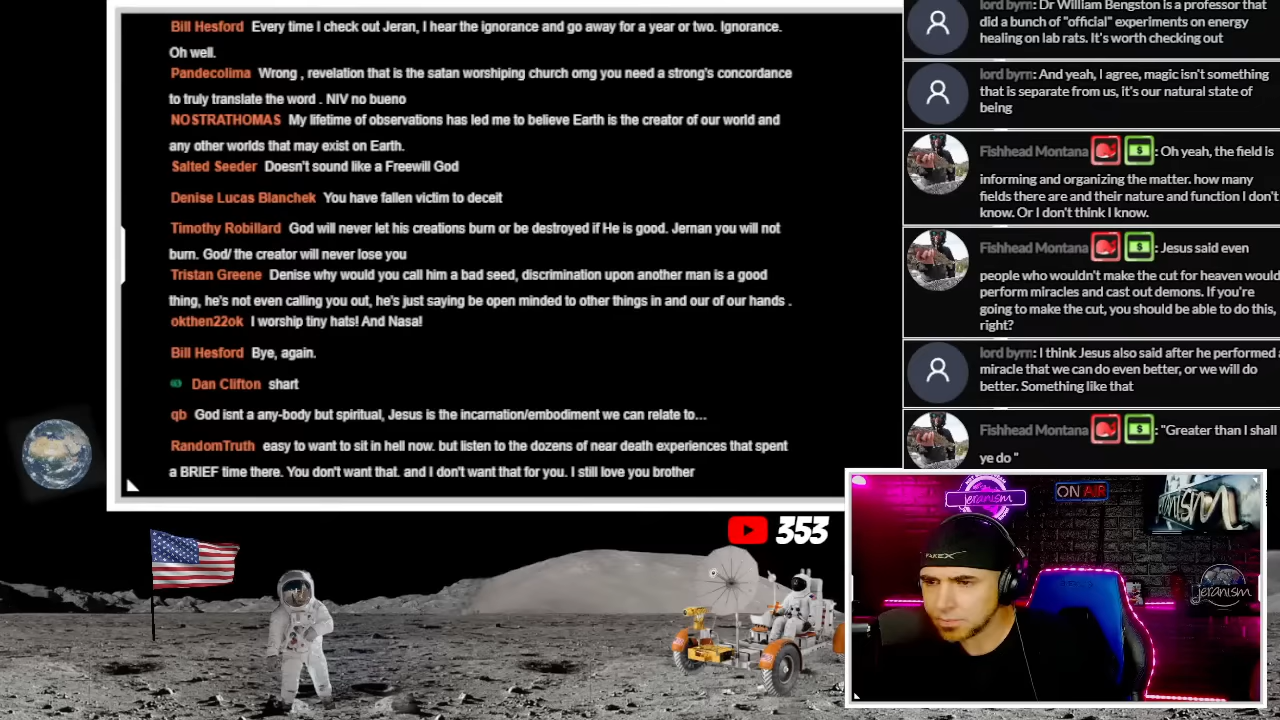 Bill Hesford Every time I check out Jeran, I hear the ignorance and go away for a year or two. Ignorance.
Oh well.
Pandecolima Wrong , revelation that is the satan worshiping church omg you need a strong's concordance
to truly translate the word . NIV no bueno
NOSTRATHOMAS My lifetime of observations has led me to believe Earth is the creator of our world and
any other worlds that may exist on Earth.
Salted Seeder Doesn't sound like a Freewill God
Denise Lucas Blanchek You have fallen victim to deceit
Timothy Robillard God will never let his creations burn or be destroyed if He is good. Jernan you will not
burn. God/ the creator will never lose you
Tristan Greene Denise why would you call him a bad seed, discrimination upon another man is a good
thing, he's not even calling you out, he's just saying be open minded to other things in and our of our hands .
okthen22ok I worship tiny hats! And Nasa!
Bill Hesford Bye, again.
Dan Clifton shart
qb God isnt a any-body but spiritual, Jesus is the incarnation/embodiment we can relate to...
RandomTruth easy to want to sit in hell now. but listen to the dozens of near death experiences that spent
a BRIEF time there. You don't want that. and I don't want that for you. I still love you brother
lord byrn: Dr William Bengston is a professor that
did a bunch of "official" experiments on energy
healing on lab rats. It's worth checking out
lord byrn: And yeah, I agree, magic isn't something
that is separate from us, it's our natural state of
being
Fishhead Montana $ : Oh yeah, the field is
informing and organizing the matter. how many
fields there are and their nature and function I don't
know. Or I don't think I know.
Fishhead Montana $ : Jesus said even
people who wouldn't make the cut for heaven would
perform miracles and cast out demons. If you're
going to make the cut, you should be able to do this,
right?
lord byrn: I think Jesus also said after he performed a
miracle that we can do even better, or we will do
better. Something like that
Fishhead Montana $ : "Greater than I shall
ye do "
353
jeranism
ON AIR
FAKEX
jeranism